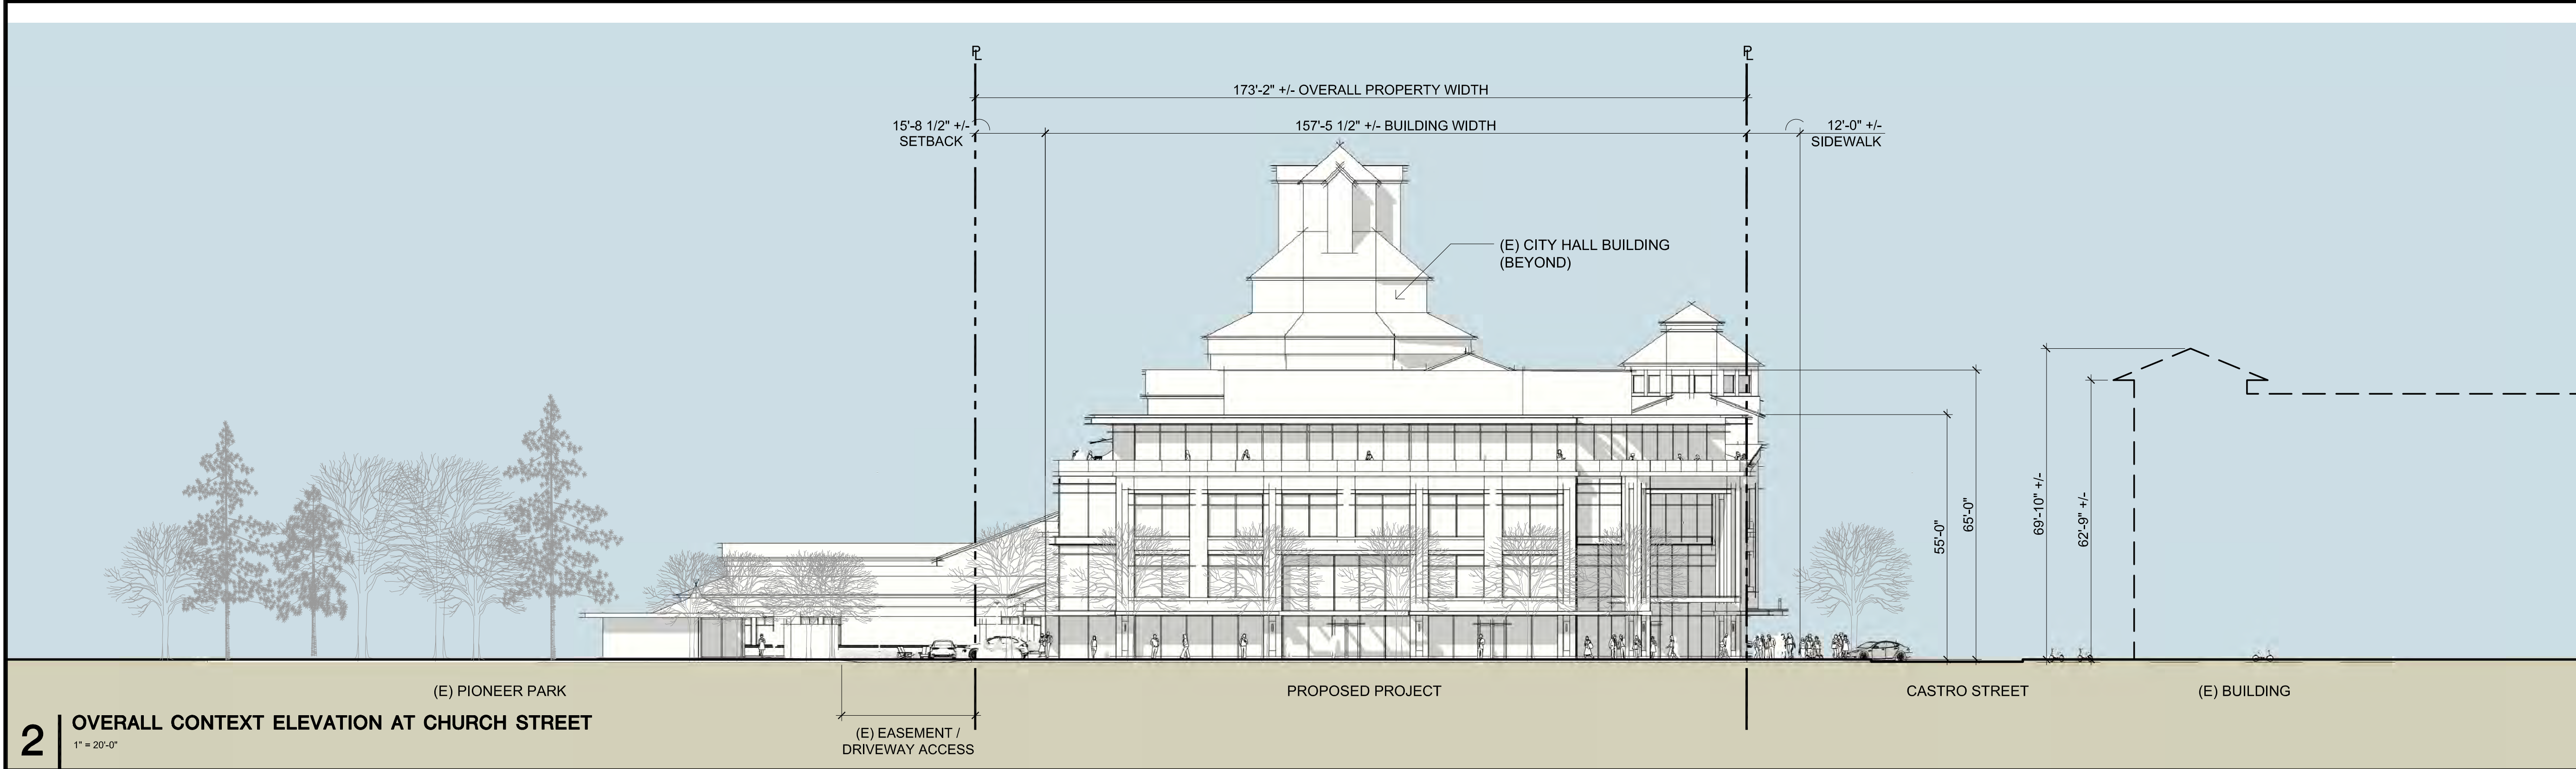 PL
PL
173'-2" +/- OVERALL PROPERTY WIDTH
15'-8 1/2" +/-
SETBACK
157'-5 1/2" +/- BUILDING WIDTH
12'-0" +/-
SIDEWALK
(E) CITY HALL BUILDING
(BEYOND)
55'-0"
65'-0"
69'-10" +/-
62'-9" +/-
(E) PIONEER PARK
PROPOSED PROJECT
CASTRO STREET
(E) BUILDING
(E) EASEMENT /
DRIVEWAY ACCESS
2
OVERALL CONTEXT ELEVATION AT CHURCH STREET
1" = 20'-0"